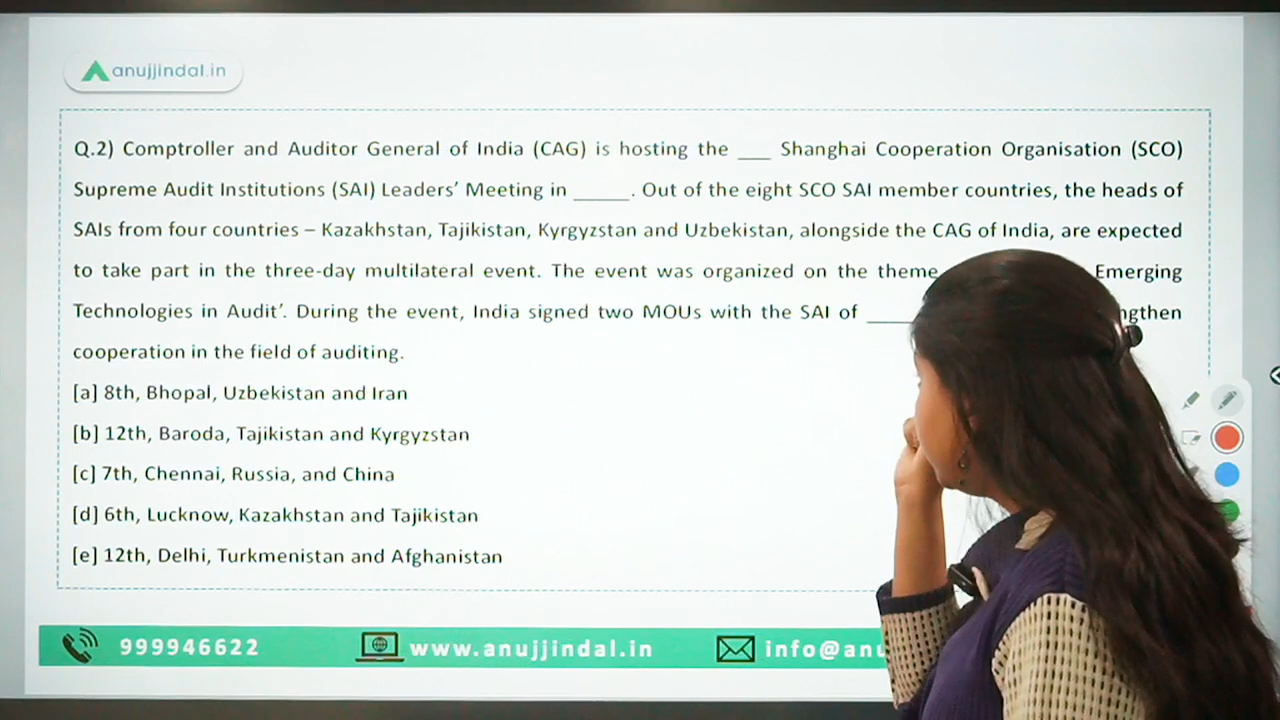 anujjindal.in
Q.2) Comptroller and Auditor General of India (CAG) is hosting the ___ Shanghai Cooperation Organisation (SCO)
Supreme Audit Institutions (SAI) Leaders' Meeting in _____. Out of the eight SCO SAI member countries, the heads of
SAIs from four countries – Kazakhstan, Tajikistan, Kyrgyzstan and Uzbekistan, alongside the CAG of India, are expected
to take part in the three-day multilateral event. The event was organized on the theme Emerging
Technologies in Audit'. During the event, India signed two MOUs with the SAI of ____
cooperation in the field of auditing.
[a] 8th, Bhopal, Uzbekistan and Iran
[b] 12th, Baroda, Tajikistan and Kyrgyzstan
[c] 7th, Chennai, Russia, and China
[d] 6th, Lucknow, Kazakhstan and Tajikistan
[e] 12th, Delhi, Turkmenistan and Afghanistan
999946622 www.anujjindal.in